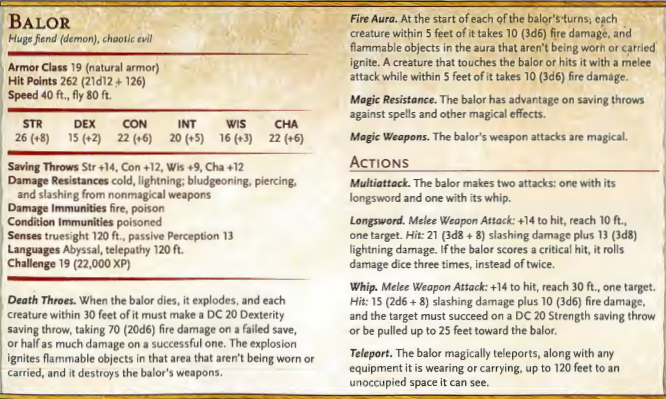 BALOR
Huge fiend (demon), chaotic evil
Armor Class 19 (natural armor)
Hit Points 262 (21d12 + 126)
Speed 40 ft., fly 80 ft.
STR DEX CON INT WIS CHA
26 (+8) 15 (+2) 22 (+6) 20 (+5) 16 (+3) 22 (+6)
Saving Throws Str +14, Con +12, Wis +9, Cha +12
Damage Resistances cold, lightning; bludgeoning, piercing,
and slashing from nonmagical weapons
Damage Immunities fire, poison
Condition Immunities poisoned
Senses truesight 120 ft., passive Perception 13
Languages Abyssal, telepathy 120 ft.
Challenge 19 (22,000 XP)
Death Throes. When the balor dies, it explodes, and each
creature within 30 feet of it must make a DC 20 Dexterity
saving throw, taking 70 (20d6) fire damage on a failed save,
or half as much damage on a successful one. The explosion
ignites flammable objects in that area that aren't being worn or
carried, and it destroys the balor's weapons.
Fire Aura. At the start of each of the balor's turns, each
creature within 5 feet of it takes 10 (3d6) fire damage, and
flammable objects in the aura that aren't being worn or carried
ignite. A creature that touches the balor or hits it with a melee
attack while within 5 feet of it takes 10 (3d6) fire damage.
Magic Resistance. The balor has advantage on saving throws
against spells and other magical effects.
Magic Weapons. The balor's weapon attacks are magical.
ACTIONS
Multiattack. The balor makes two attacks: one with its
longsword and one with its whip.
Longsword. Melee Weapon Attack: +14 to hit, reach 10 ft.,
one target. Hit: 21 (3d8 + 8) slashing damage plus 13 (3d8)
lightning damage. If the balor scores a critical hit, it rolls
damage dice three times, instead of twice.
Whip. Melee Weapon Attack: +14 to hit, reach 30 ft., one target.
Hit: 15 (2d6 + 8) slashing damage plus 10 (3d6) fire damage,
and the target must succeed on a DC 20 Strength saving throw
or be pulled up to 25 feet toward the balor.
Teleport. The balor magically teleports, along with any
equipment it is wearing or carrying, up to 120 feet to an
unoccupied space it can see.